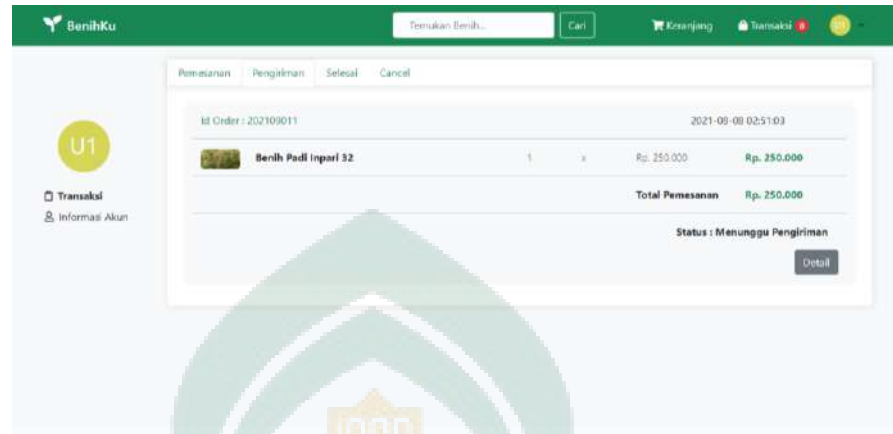 BenihKu Temukan Benih... Cari Keranjang Transaksi
Pemesanan Pengiriman Selesai Cancel
Id Order : 202109011 2021-09-08 02:51:03
U1
Benih Padi Inpari 32 1 x Rp. 250.000 Rp. 250.000
Transaksi
Total Pemesanan Rp. 250.000
Informasi Akun
Status : Menunggu Pengiriman
Detail